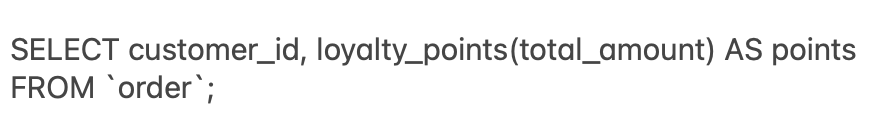 SELECT customer_id, loyalty_points(total_amount) AS points
FROM `order`;